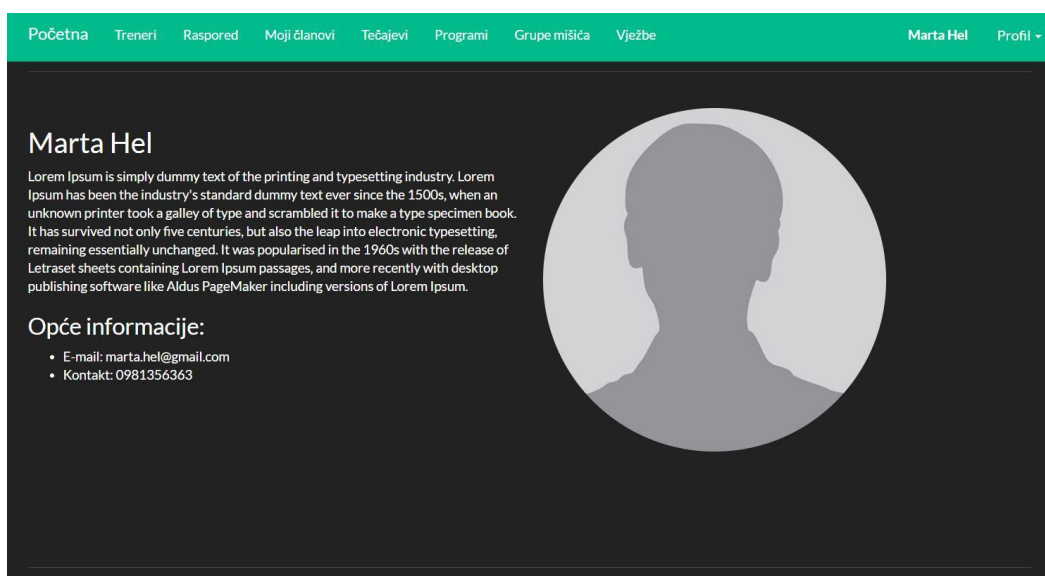 Početna Treneri Raspored Moji članovi Tečajevi Programi Grupe mišića Vježbe Marta Hel Profil
Marta Hel
Lorem Ipsum is simply dummy text of the printing and typesetting industry. Lorem
Ipsum has been the industry's standard dummy text ever since the 1500s, when an
unknown printer took a galley of type and scrambled it to make a type specimen book.
It has survived not only five centuries, but also the leap into electronic typesetting,
remaining essentially unchanged. It was popularised in the 1960s with the release of
Letraset sheets containing Lorem Ipsum passages, and more recently with desktop
publishing software like Aldus PageMaker including versions of Lorem Ipsum.
Opće informacije:
• E-mail: marta.hel@gmail.com
• Kontakt: 0981356363